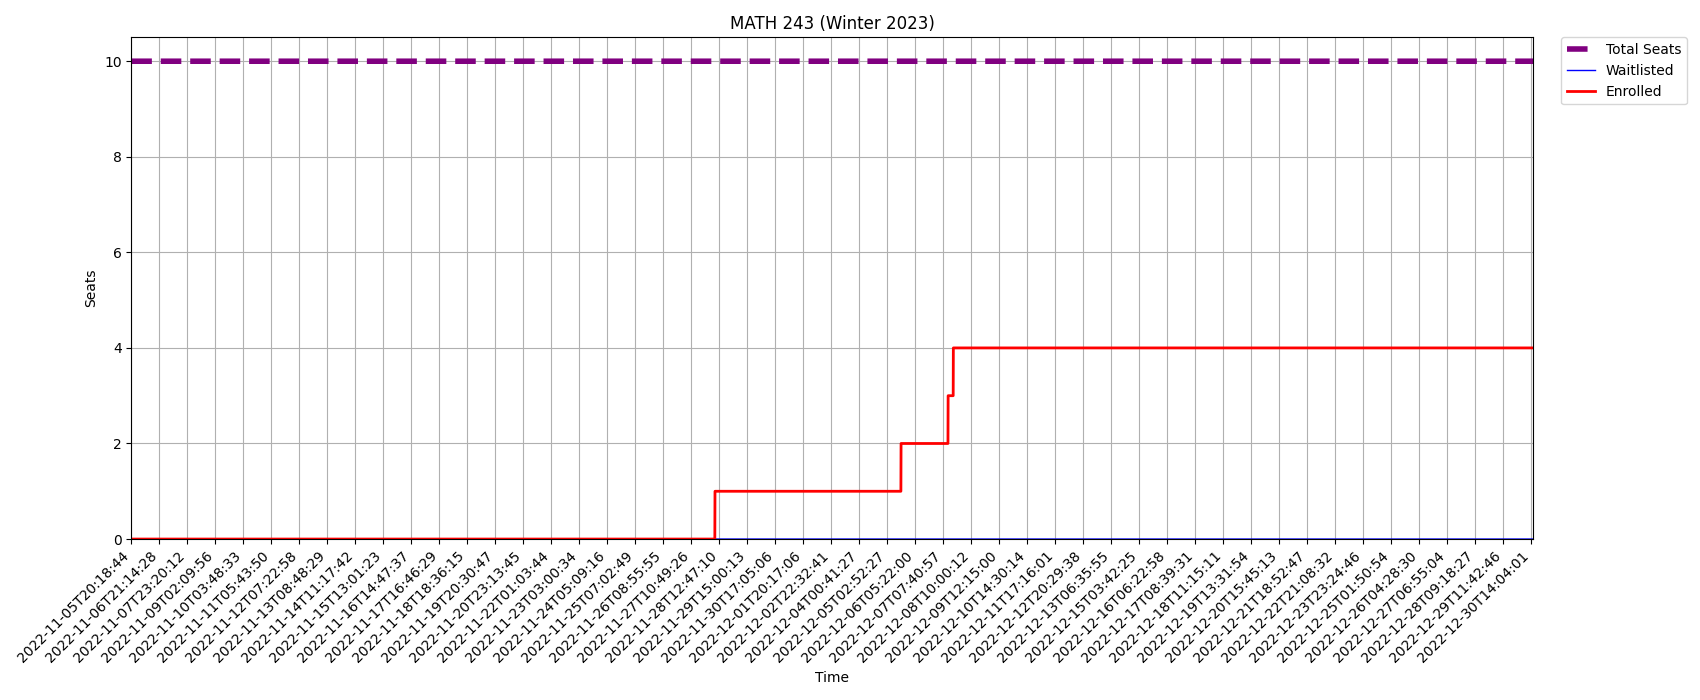 MATH 243 (Winter 2023)
Total Seats
Waitlisted
Enrolled
10
8
6
4
2
0
Seats
2022-11-05T20:18:44
2022-11-06T21:14:28
2022-11-07T23:20:12
2022-11-09T02:09:56
2022-11-10T03:48:33
2022-11-11T05:43:50
2022-11-12T07:22:58
2022-11-13T08:48:29
2022-11-14T11:17:42
2022-11-15T13:01:23
2022-11-16T14:47:37
2022-11-17T16:46:29
2022-11-18T18:36:15
2022-11-19T20:30:47
2022-11-20T23:13:45
2022-11-22T01:03:44
2022-11-23T03:00:34
2022-11-24T05:09:16
2022-11-25T07:02:49
2022-11-26T08:55:55
2022-11-27T10:49:26
2022-11-28T12:47:10
2022-11-29T15:00:13
2022-11-30T17:05:06
2022-12-01T20:17:06
2022-12-02T22:32:41
2022-12-04T00:41:27
2022-12-05T02:52:27
2022-12-06T05:22:00
2022-12-07T07:40:57
2022-12-08T10:00:12
2022-12-09T12:15:00
2022-12-10T14:30:14
2022-12-11T17:16:01
2022-12-12T20:29:38
2022-12-13T06:35:55
2022-12-15T03:42:25
2022-12-16T06:22:58
2022-12-17T08:39:31
2022-12-18T11:15:11
2022-12-19T13:31:54
2022-12-20T15:45:13
2022-12-21T18:52:47
2022-12-22T21:08:32
2022-12-23T23:24:46
2022-12-25T01:50:54
2022-12-26T04:28:30
2022-12-27T06:55:04
2022-12-28T09:18:27
2022-12-29T11:42:46
2022-12-30T14:04:01
Time